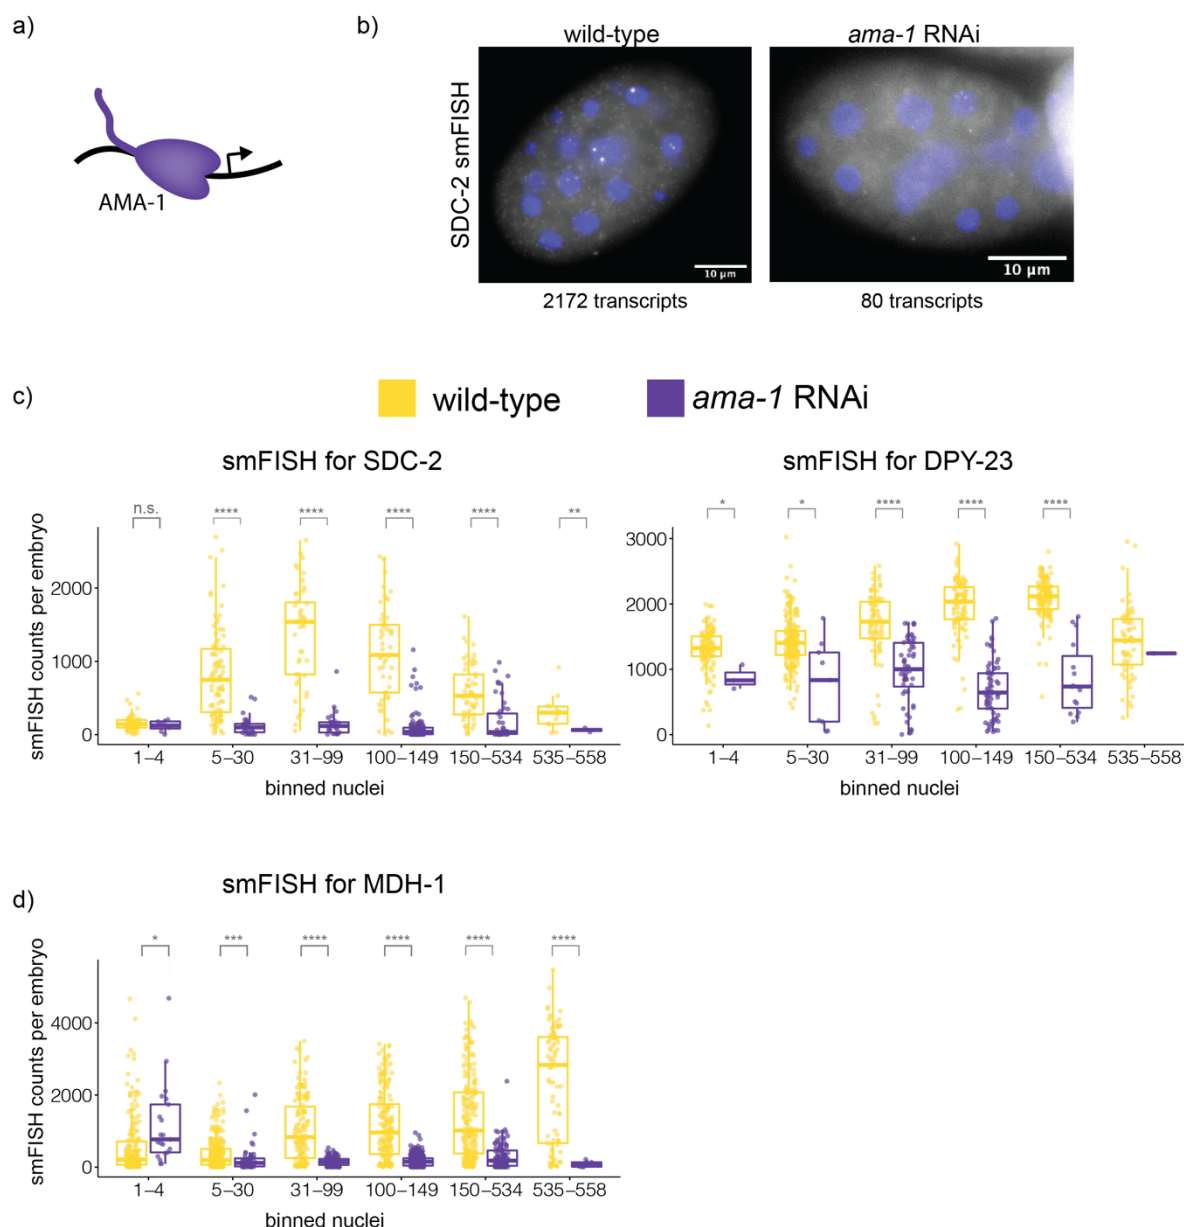 a)
AMA-1
b)
wild-type
ama-1 RNAi
SDC-2 smFISH
10 µm
10 µm
2172 transcripts
80 transcripts
c)
wild-type
ama-1 RNAi
smFISH for SDC-2
smFISH counts per embryo
n.s.
****
****
****
****
**
2000
1000
0
1–4
5–30
31–99
100–149
150–534
535–558
binned nuclei
smFISH for DPY-23
*
*
****
****
****
3000
2000
1000
0
1–4
5–30
31–99
100–149
150–534
535–558
binned nuclei
d)
smFISH for MDH-1
smFISH counts per embryo
*
***
****
****
****
****
4000
2000
0
1–4
5–30
31–99
100–149
150–534
535–558
binned nuclei